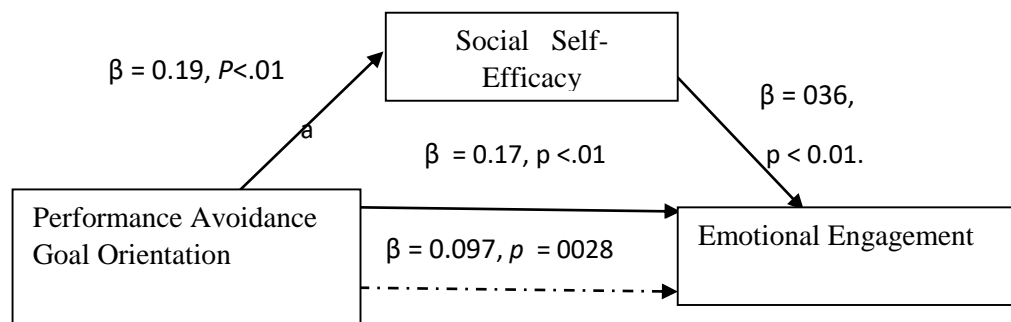 Social Self-
Efficacy
β = 0.19, P<.01
β = 036,
a
β = 0.17, p <.01
p < 0.01.
Performance Avoidance
Goal Orientation
Emotional Engagement
β = 0.097, p = 0028